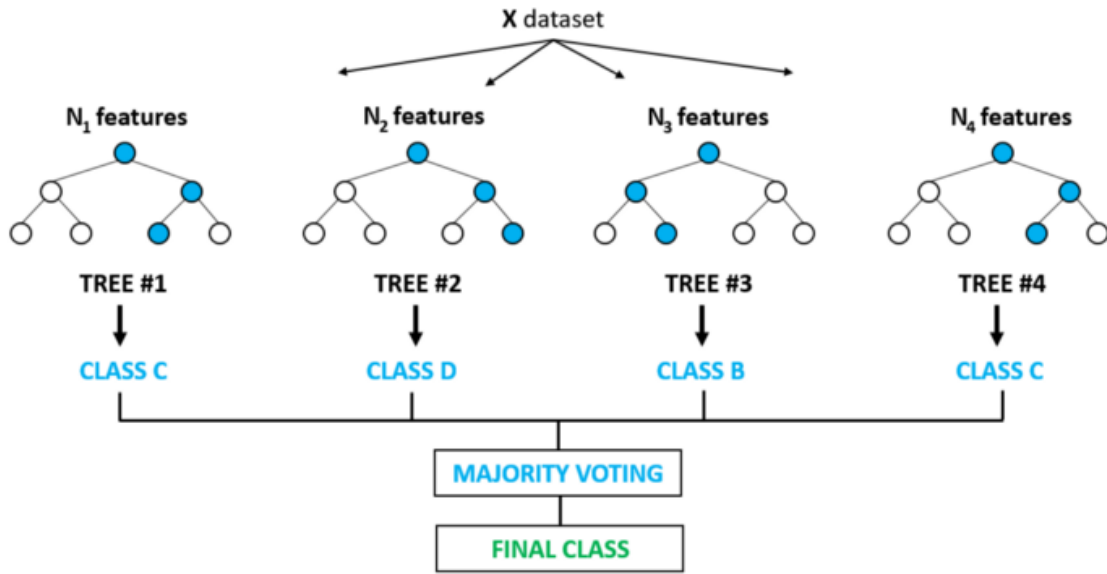 X dataset
N1 features N2 features N3 features N4 features
TREE #1 TREE #2 TREE #3 TREE #4
CLASS C CLASS D CLASS B CLASS C
MAJORITY VOTING
FINAL CLASS